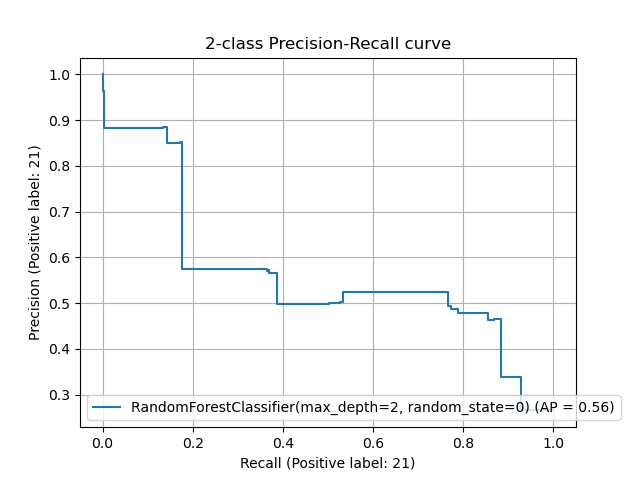 2-class Precision-Recall curve
Precision (Positive label: 21)
1.0
0.9
0.8
0.7
0.6
0.5
0.4
0.3
RandomForestClassifier(max_depth=2, random_state=0) (AP = 0.56)
0.0 0.2 0.4 0.6 0.8 1.0
Recall (Positive label: 21)